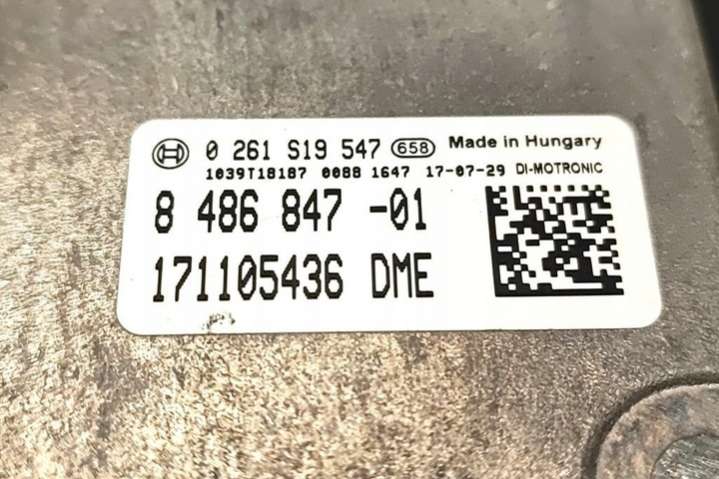 0 261 S19 547 658 Made in Hungary
1039T18187 0088 1647 17-07-29 DI-MOTRONIC
8 486 847 -01
171105436 DME